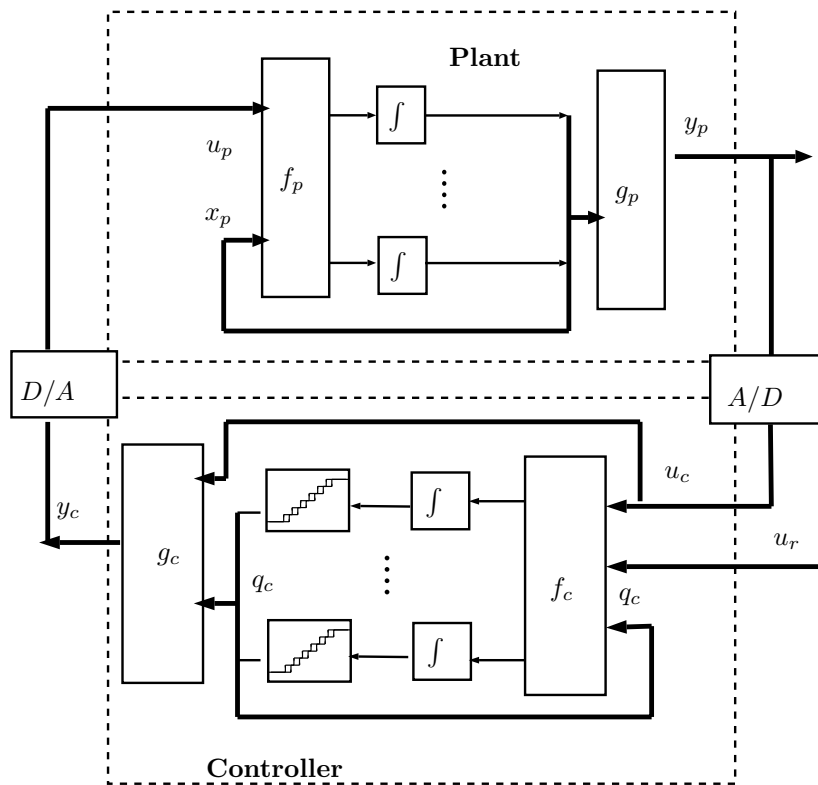 Plant
u_p
f_p
∫
g_p
y_p
x_p
∫
D/A
A/D
y_c
g_c
q_c
∫
f_c
u_c
u_r
q_c
∫
Controller